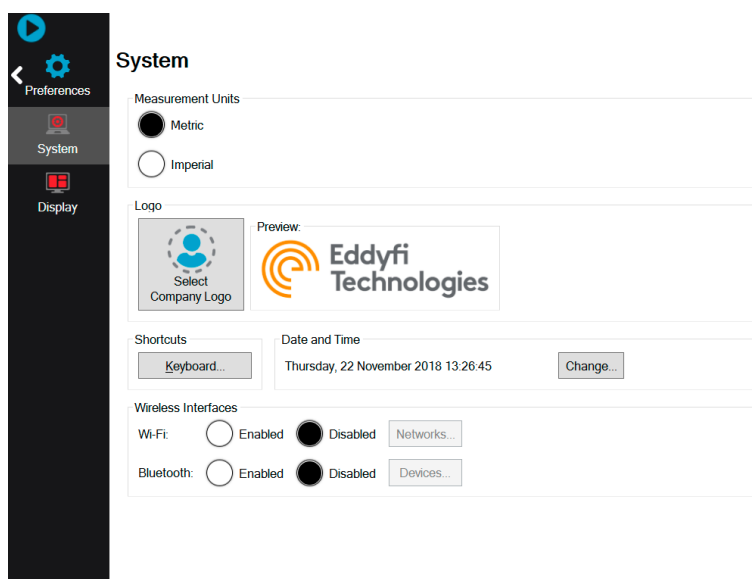 Preferences
System
Display
System
Measurement Units
Metric
Imperial
Logo
Select
Company Logo
Preview:
Eddyfi
Technologies
Shortcuts
Keyboard...
Date and Time
Thursday, 22 November 2018 13:26:45
Change...
Wireless Interfaces
Wi-Fi: Enabled Disabled Networks...
Bluetooth: Enabled Disabled Devices...